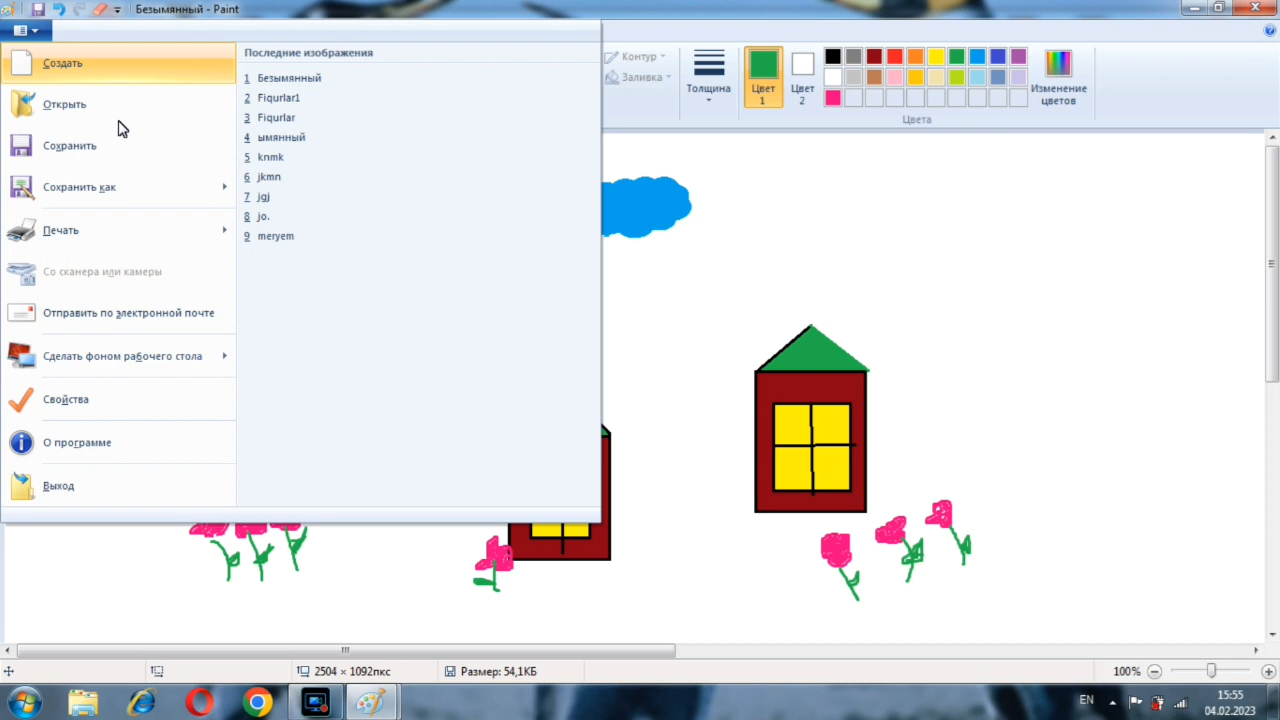 Безымянный - Paint
Создать
Открыть
Сохранить
Сохранить как
Печать
Со сканера или камеры
Отправить по электронной почте
Сделать фоном рабочего стола
Свойства
О программе
Выход
Последние изображения
1 Безымянный
2 Fiqurlar1
3 Fiqurlar
4 ымянный
5 knmk
6 jkmn
7 jgj
8 jo.
9 meryem
Контур
Заливка
Толщина
Цвет
1
Цвет
2
Изменение
цветов
Цвета
2504 × 1092пкс
Размер: 54,1КБ
100%
EN
15:55
04.02.2023